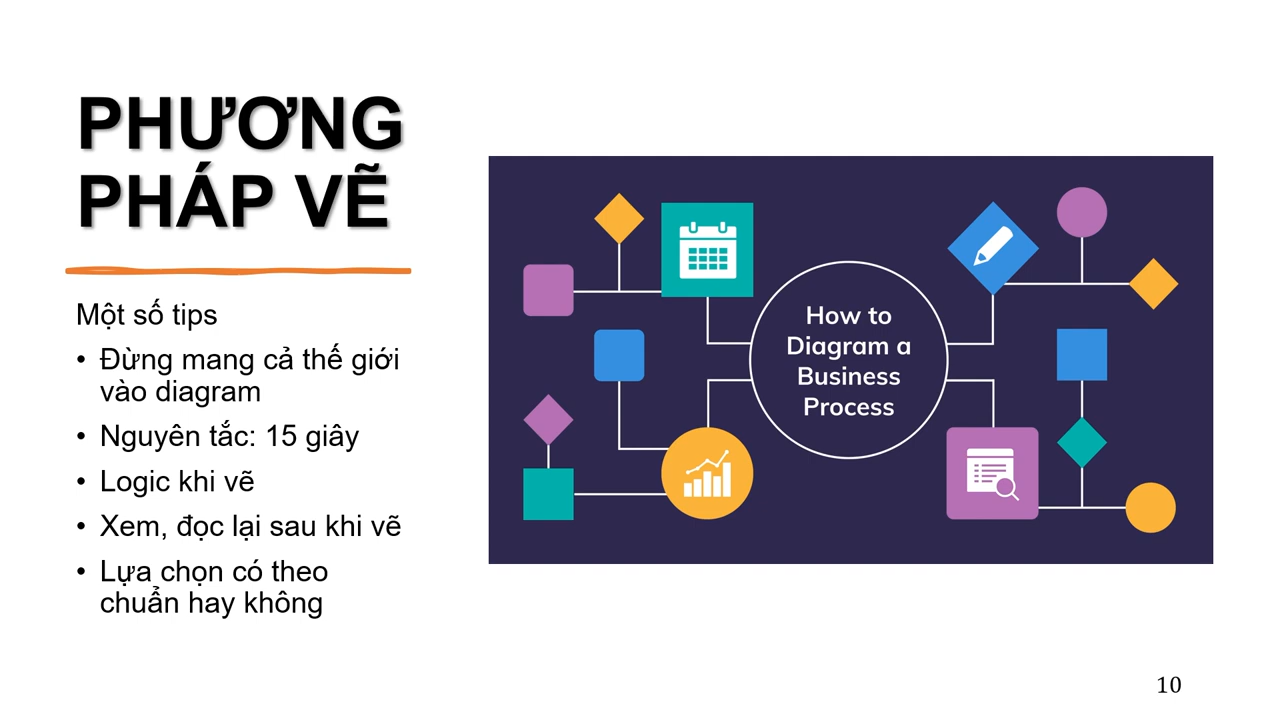 PHƯƠNG
PHÁP VẼ
Một số tips
• Đừng mang cả thế giới
vào diagram
• Nguyên tắc: 15 giây
• Logic khi vẽ
• Xem, đọc lại sau khi vẽ
• Lựa chọn có theo
chuẩn hay không
How to
Diagram a
Business
Process
10